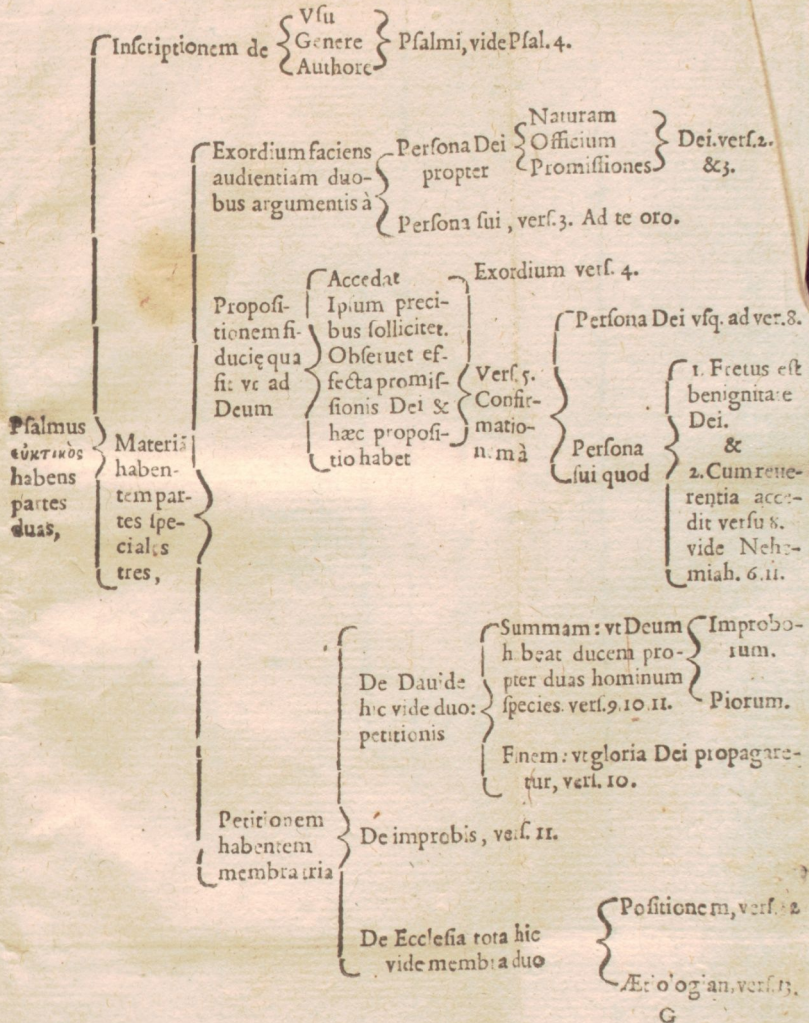 Vſu
Inſcriptionem de Genere Pſalmi, vide Pſal. 4.
Authore
Naturam
Exordium faciens Perſona Dei Officium Dei. verſ. 2.
audientiam duo- propter Promiſſiones &3.
bus argumentis à
Perſona ſui, verſ. 3. Ad te oro.
Accedat Exordium verſ. 4.
Propoſi- Ipſum preci-
tionem fi- bus ſollicitet.
ducię qua Obſeruet ef-
ſit vt ad fecta promiſ-
Deum ſionis Dei &
hæc propoſi-
tio habet
Verſ. 5.
Confir-
matio-
nem à
Perſona Dei vſq. ad ver. 8.
Perſona
ſui quod
1. Fretus eſt
benignitate
Dei.
&
2. Cum reue-
rentia acce-
dit verſu 8.
vide Nehe-
miah. 6. 11.
Pſalmus
εὐκτικὸς
habens
partes
duas,
Materiā
haben-
tem par-
tes ſpe-
ciales
tres,
Summam: vt Deum Improbo-
habeat ducem pro- rum.
De Dauide pter duas hominum
hic vide duo: ſpecies. verſ. 9. 10. 11. Piorum.
petitionis
Finem: vt gloria Dei propagare-
tur, verſ. 10.
Petitionem
habentem De improbis, verſ. 11.
membra tria
Poſitionem, verſ. 2
De Eccleſia tota hic
vide membra duo
Ætiologian, verſ. 13.
G